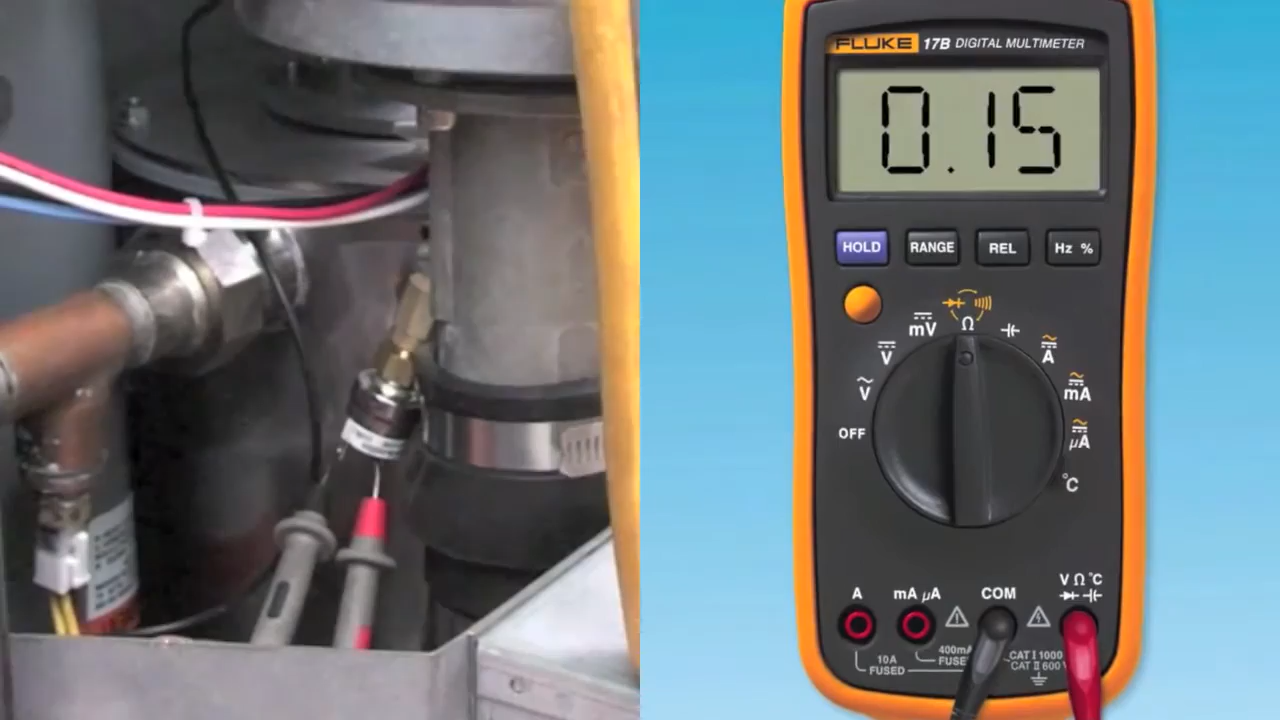 FLUKE 17B DIGITAL MULTIMETER
0.15
HOLD RANGE REL Hz %
mV Ω
V A
V mA
OFF µA
°C
V Ω °C
A mA µA COM
10A FUSED
400mA FUSE
CAT I 1000
CAT II 600 V